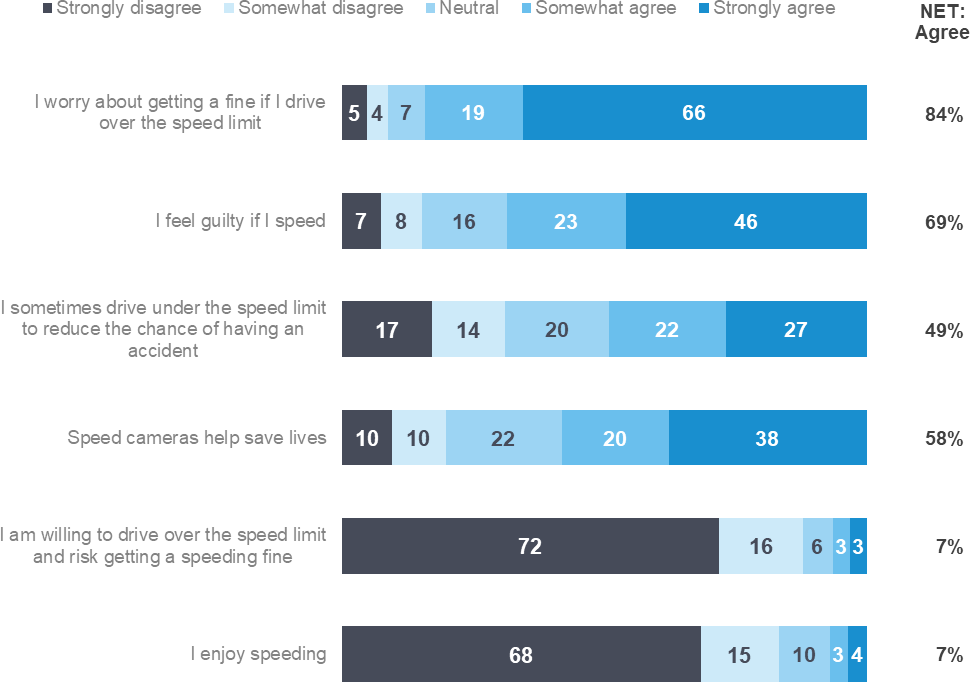 Strongly disagree Somewhat disagree Neutral Somewhat agree Strongly agree
NET:
Agree
I worry about getting a fine if I drive
over the speed limit
5 4 7 19 66 84%
I feel guilty if I speed 7 8 16 23 46 69%
I sometimes drive under the speed limit
to reduce the chance of having an
accident
17 14 20 22 27 49%
Speed cameras help save lives 10 10 22 20 38 58%
I am willing to drive over the speed limit
and risk getting a speeding fine
72 16 6 3 3 7%
I enjoy speeding 68 15 10 3 4 7%